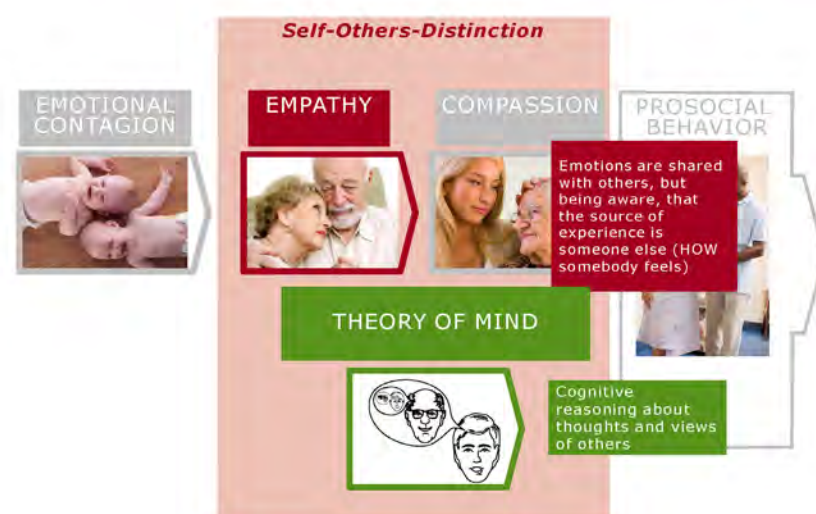 Self-Others-Distinction
EMOTIONAL
CONTAGION
EMPATHY
COMPASSION
PROSOCIAL
BEHAVIOR
Emotions are shared
with others, but
being aware, that
the source of
experience is
someone else (HOW
somebody feels)
THEORY OF MIND
Cognitive
reasoning about
thoughts and views
of others